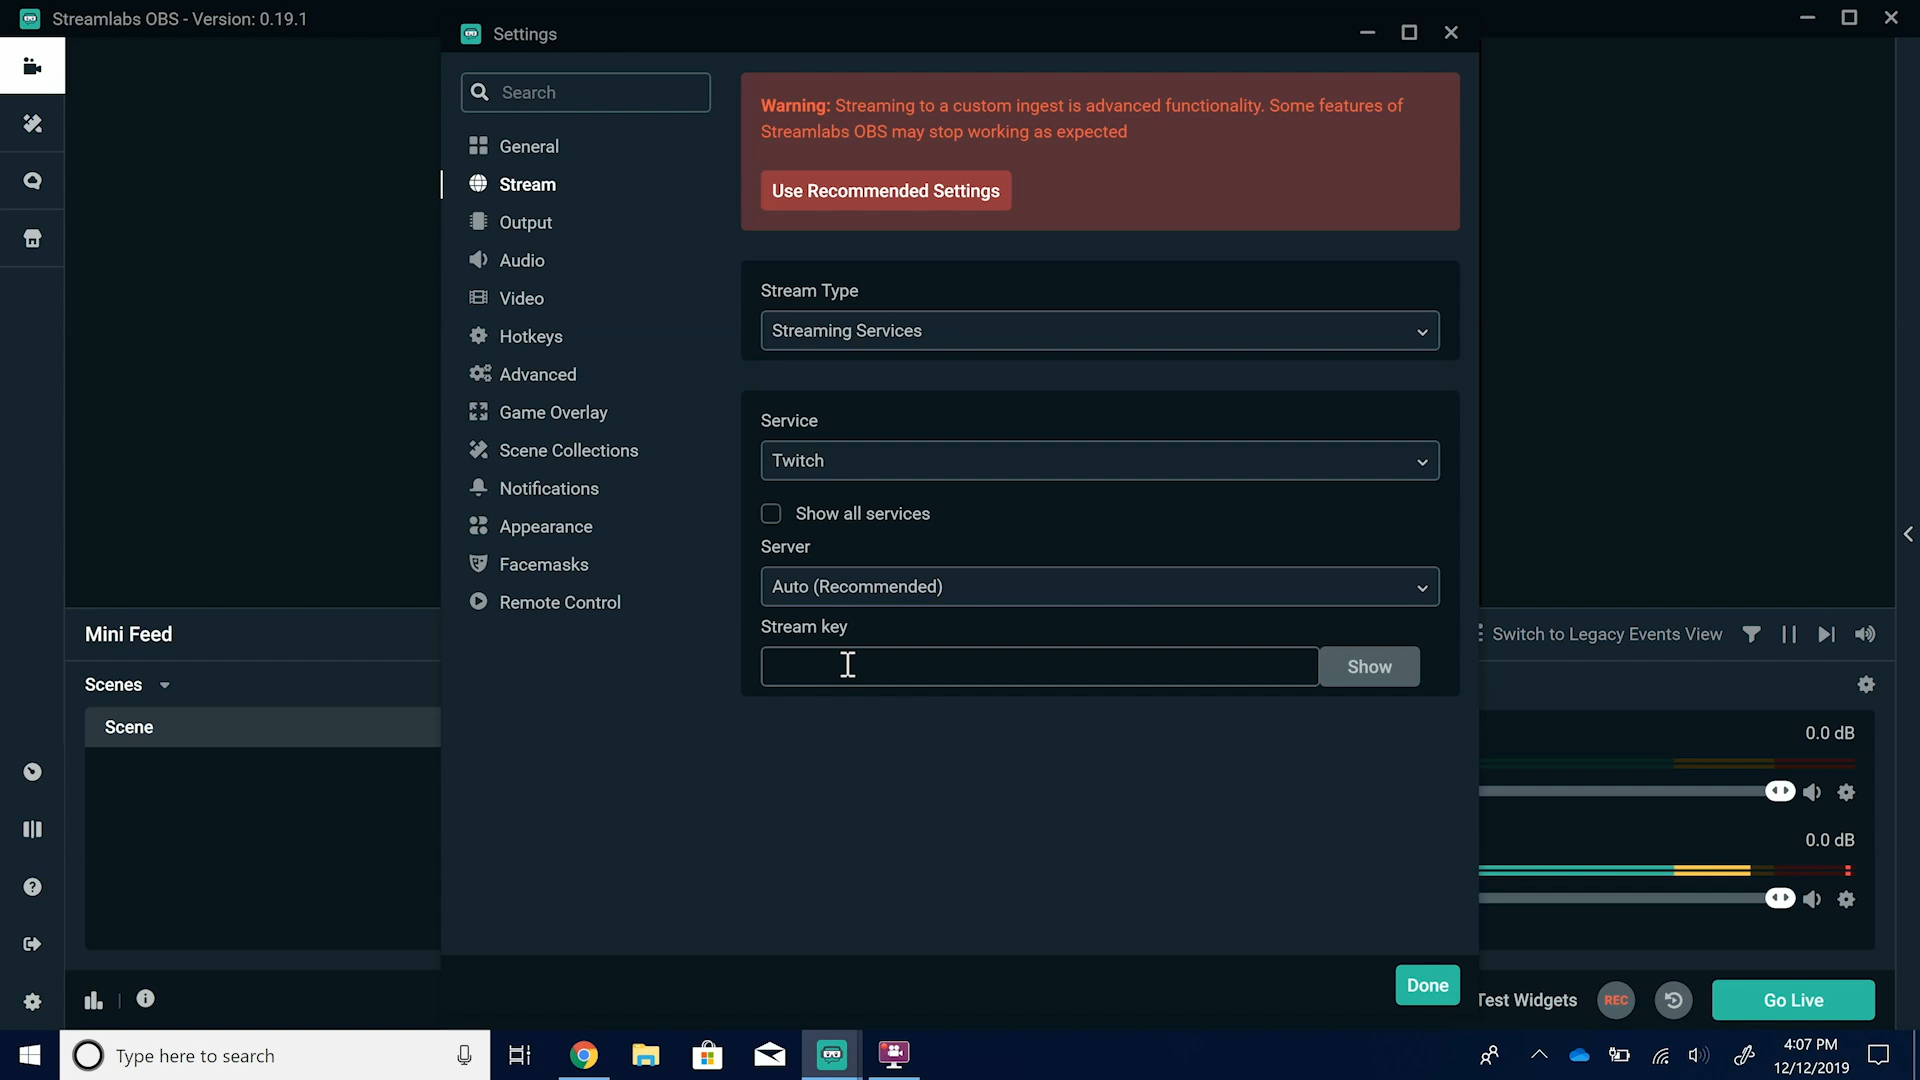 Streamlabs OBS - Version: 0.19.1
Settings
Search
General
Stream
Output
Audio
Video
Hotkeys
Advanced
Game Overlay
Scene Collections
Notifications
Appearance
Facemasks
Remote Control
Warning: Streaming to a custom ingest is advanced functionality. Some features of
Streamlabs OBS may stop working as expected
Use Recommended Settings
Stream Type
Streaming Services
Service
Twitch
Show all services
Server
Auto (Recommended)
Stream key
Show
Done
Mini Feed
Switch to Legacy Events View
Scenes
Scene
0.0 dB
0.0 dB
Test Widgets
REC
Go Live
Type here to search
4:07 PM
12/12/2019